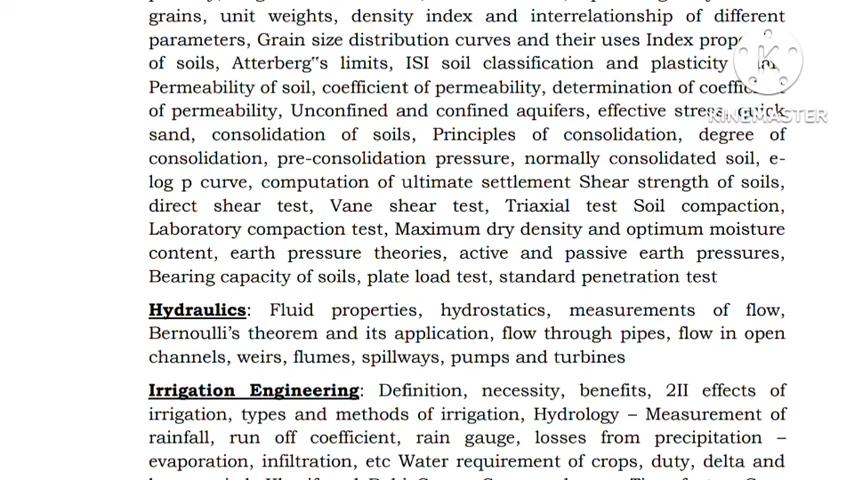 grains, unit weights, density index and interrelationship of different
parameters, Grain size distribution curves and their uses Index
of soils, Atterberg‟s limits, ISI soil classification and plasticity
Permeability of soil, coefficient of permeability, determination of
of permeability, Unconfined and confined aquifers, effective stress, quick
KINEMASTER
sand, consolidation of soils, Principles of consolidation, degree of
consolidation, pre-consolidation pressure, normally consolidated soil, e-
log p curve, computation of ultimate settlement Shear strength of soils,
direct shear test, Vane shear test, Triaxial test Soil compaction,
Laboratory compaction test, Maximum dry density and optimum moisture
content, earth pressure theories, active and passive earth pressures,
Bearing capacity of soils, plate load test, standard penetration test
Hydraulics: Fluid properties, hydrostatics, measurements of flow,
Bernoulli's theorem and its application, flow through pipes, flow in open
channels, weirs, flumes, spillways, pumps and turbines
Irrigation Engineering: Definition, necessity, benefits, 2II effects of
irrigation, types and methods of irrigation, Hydrology – Measurement of
rainfall, run off coefficient, rain gauge, losses from precipitation –
evaporation, infiltration, etc Water requirement of crops, duty, delta and